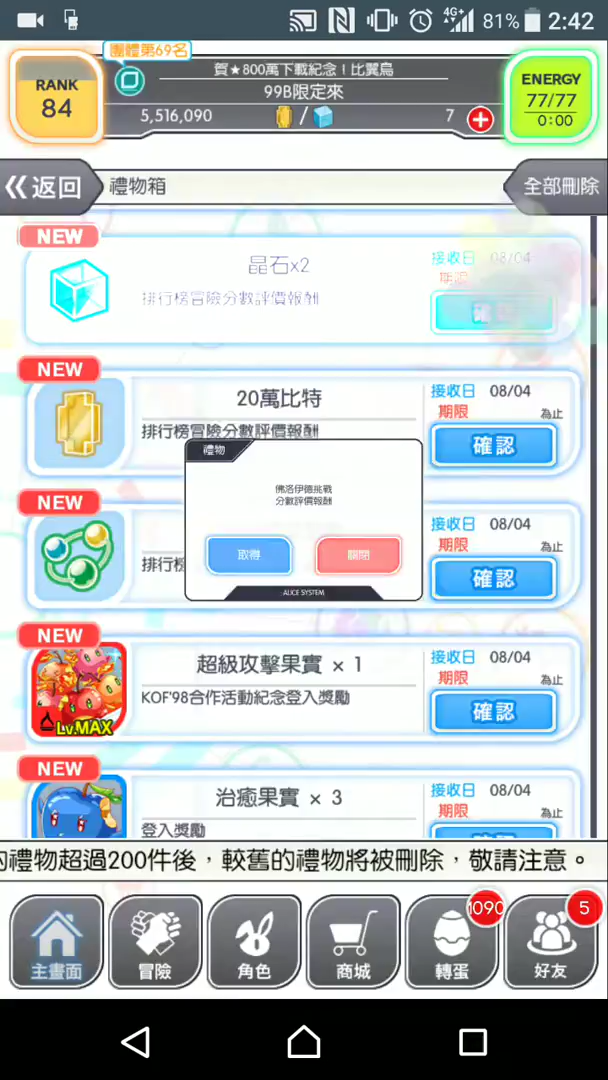 4G+ 81% 2:42
團體第69名
RANK
84
賀★800萬下載紀念！比翼鳥
99B限定來
5,516,090 / 7
ENERGY
77/77
0:00
返回
禮物箱
全部刪除
NEW
晶石x2
排行榜冒險分數評價報酬
接收日 08/04
期限
確認
NEW
20萬比特
排行榜冒險分數評價報酬
接收日 08/04
期限 為止
確認
NEW
排行榜
接收日 08/04
期限 為止
確認
禮物
佛洛伊德挑戰
分數評價報酬
取得
關閉
ALICE SYSTEM
NEW
超級攻擊果實 × 1
KOF'98合作活動紀念登入獎勵
Lv.MAX
接收日 08/04
期限 為止
確認
NEW
治癒果實 × 3
登入獎勵
接收日 08/04
期限 為止
的禮物超過200件後，較舊的禮物將被刪除，敬請注意。
主畫面
冒險
角色
商城
1090
轉蛋
5
好友